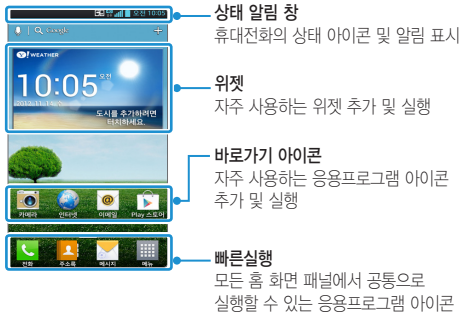 오전 10:05
Google
Y! WEATHER
10:05 오전
도시를 추가하려면
터치하세요.
카메라
인터넷
이메일
Play 스토어
전화
주소록
메시지
메뉴
상태 알림 창
휴대전화의 상태 아이콘 및 알림 표시
위젯
자주 사용하는 위젯 추가 및 실행
바로가기 아이콘
자주 사용하는 응용프로그램 아이콘
추가 및 실행
빠른실행
모든 홈 화면 패널에서 공통으로
실행할 수 있는 응용프로그램 아이콘